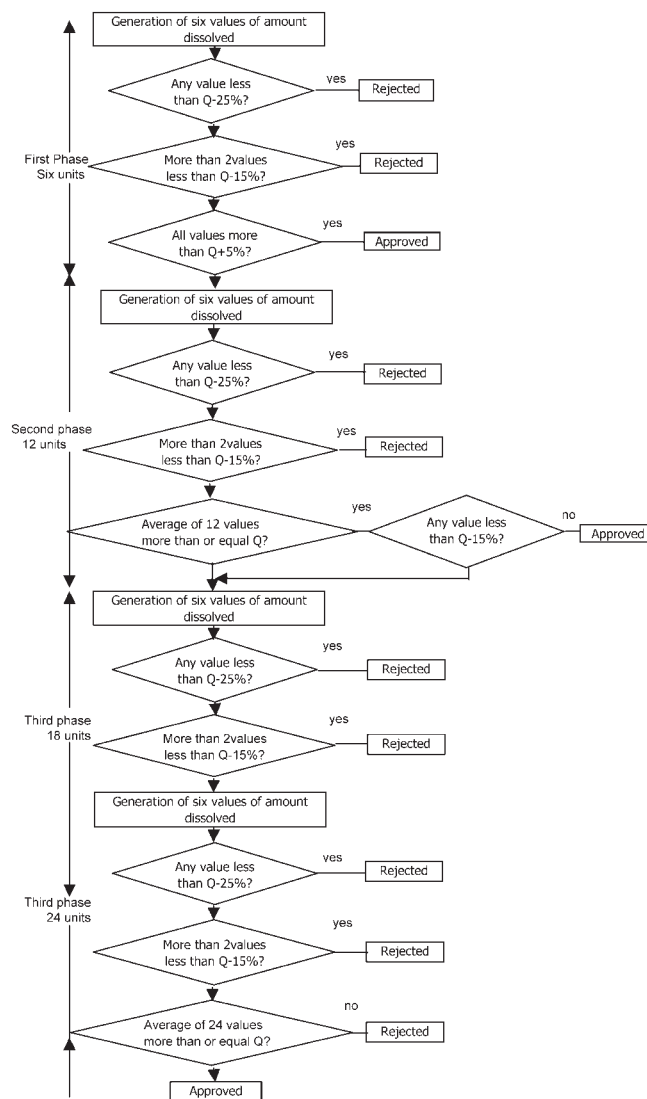 Generation of six values of amount
dissolved
Any value less
than Q-25%?
yes
Rejected
First Phase
Six units
More than 2values
less than Q-15%?
yes
Rejected
All values more
than Q+5%?
yes
Approved
Generation of six values of amount
dissolved
Any value less
than Q-25%?
yes
Rejected
Second phase
12 units
More than 2values
less than Q-15%?
yes
Rejected
Average of 12 values
more than or equal Q?
yes
Any value less
than Q-15%?
no
Approved
Generation of six values of amount
dissolved
Any value less
than Q-25%?
yes
Rejected
Third phase
18 units
More than 2values
less than Q-15%?
yes
Rejected
Generation of six values of amount
dissolved
Any value less
than Q-25%?
yes
Rejected
Third phase
24 units
More than 2values
less than Q-15%?
yes
Rejected
Average of 24 values
more than or equal Q?
no
Rejected
Approved